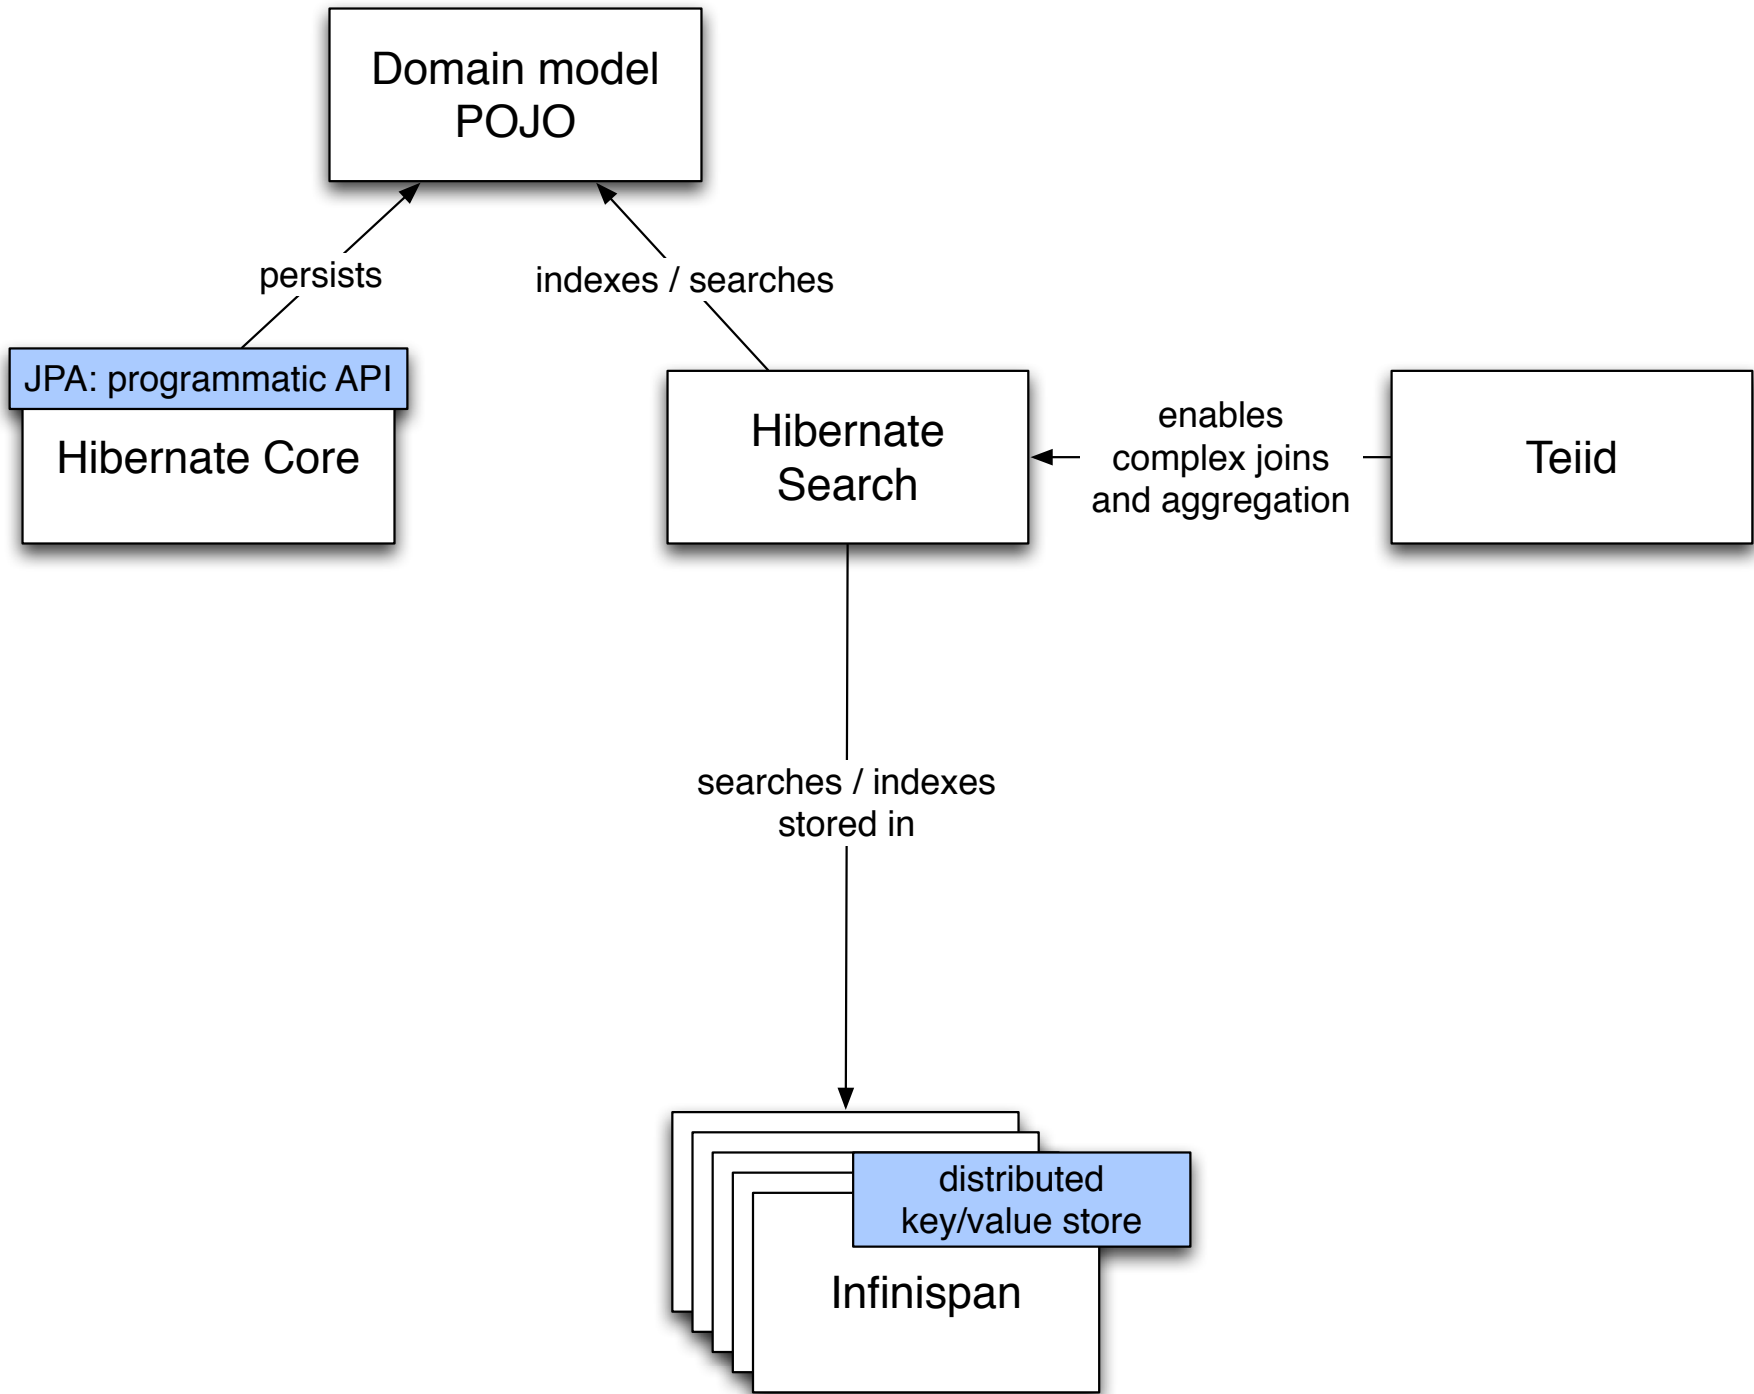 Domain model
POJO
persists
indexes / searches
JPA: programmatic API
Hibernate Core
Hibernate
Search
enables
complex joins
and aggregation
Teiid
searches / indexes
stored in
distributed
key/value store
Infinispan